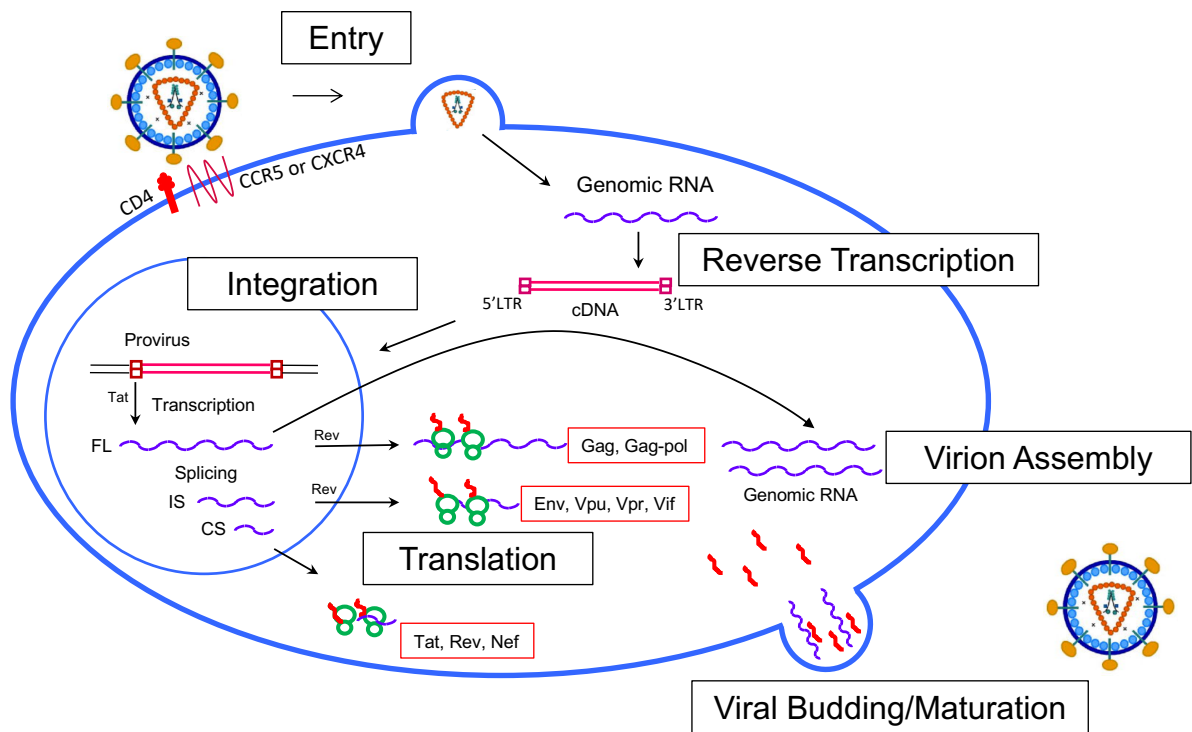 Entry
CD4
CCR5 or CXCR4
Genomic RNA
Reverse Transcription
5'LTR
cDNA
3'LTR
Integration
Provirus
Tat
Transcription
FL
Rev
Gag, Gag-pol
Splicing
IS
Rev
Env, Vpu, Vpr, Vif
CS
Virion Assembly
Genomic RNA
Translation
Tat, Rev, Nef
Viral Budding/Maturation